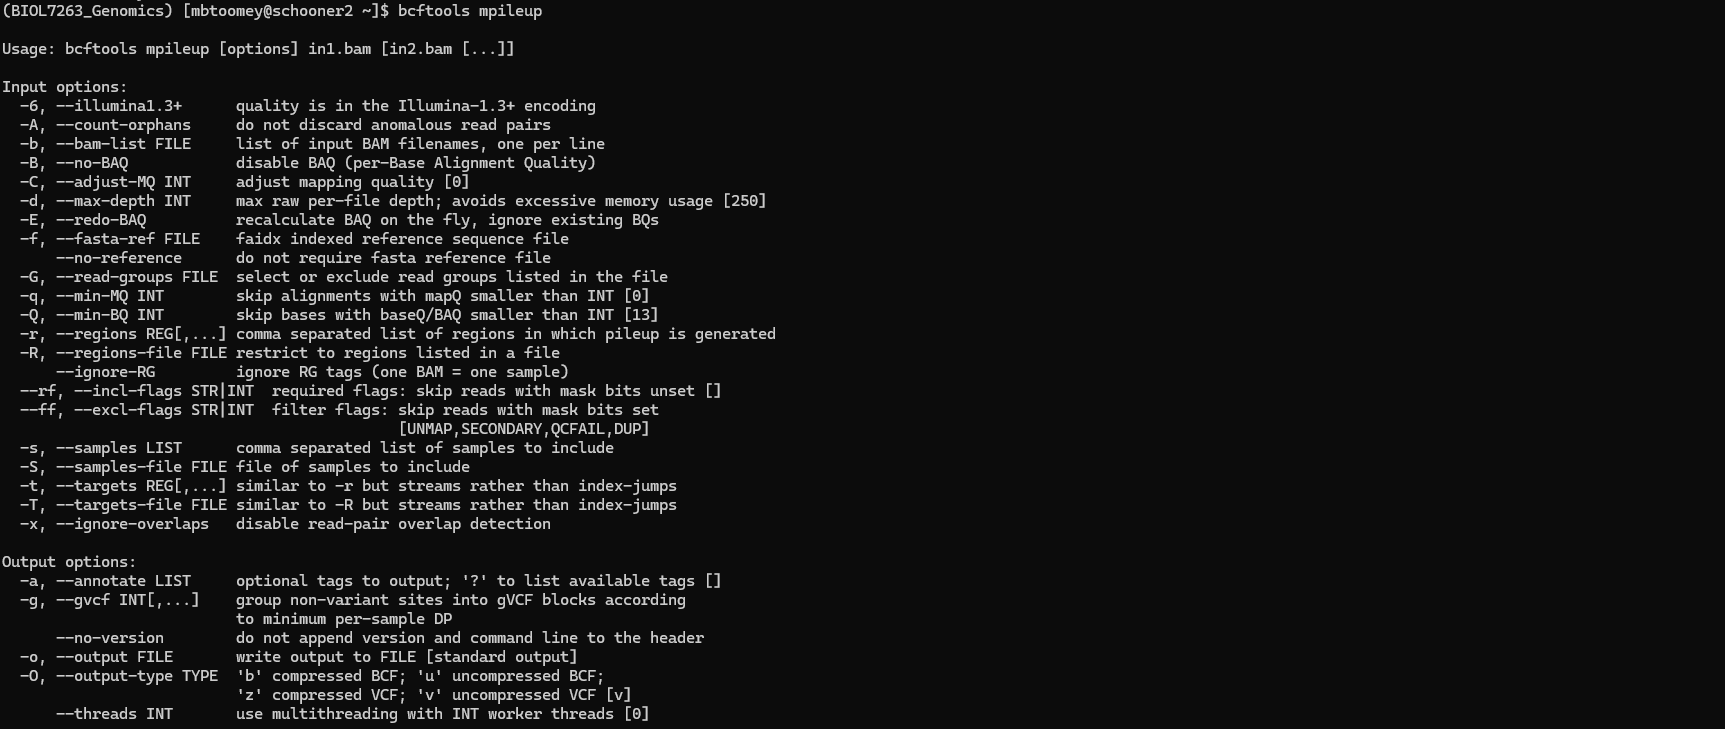 (BIOL7263_Genomics) [mbtoomey@schooner2 ~]$ bcftools mpileup
Usage: bcftools mpileup [options] in1.bam [in2.bam [...]]
Input options:
-6, --illumina1.3+      quality is in the Illumina-1.3+ encoding
-A, --count-orphans     do not discard anomalous read pairs
-b, --bam-list FILE     list of input BAM filenames, one per line
-B, --no-BAQ            disable BAQ (per-Base Alignment Quality)
-C, --adjust-MQ INT     adjust mapping quality [0]
-d, --max-depth INT     max raw per-file depth; avoids excessive memory usage [250]
-E, --redo-BAQ          recalculate BAQ on the fly, ignore existing BQs
-f, --fasta-ref FILE    faidx indexed reference sequence file
--no-reference      do not require fasta reference file
-G, --read-groups FILE  select or exclude read groups listed in the file
-q, --min-MQ INT        skip alignments with mapQ smaller than INT [0]
-Q, --min-BQ INT        skip bases with baseQ/BAQ smaller than INT [13]
-r, --regions REG[,...] comma separated list of regions in which pileup is generated
-R, --regions-file FILE restrict to regions listed in a file
--ignore-RG         ignore RG tags (one BAM = one sample)
--rf, --incl-flags STR|INT  required flags: skip reads with mask bits unset []
--ff, --excl-flags STR|INT  filter flags: skip reads with mask bits set
[UNMAP,SECONDARY,QCFAIL,DUP]
-s, --samples LIST      comma separated list of samples to include
-S, --samples-file FILE file of samples to include
-t, --targets REG[,...] similar to -r but streams rather than index-jumps
-T, --targets-file FILE similar to -R but streams rather than index-jumps
-x, --ignore-overlaps   disable read-pair overlap detection
Output options:
-a, --annotate LIST     optional tags to output; '?' to list available tags []
-g, --gvcf INT[,...]    group non-variant sites into gVCF blocks according
to minimum per-sample DP
--no-version        do not append version and command line to the header
-o, --output FILE       write output to FILE [standard output]
-O, --output-type TYPE  'b' compressed BCF; 'u' uncompressed BCF;
'z' compressed VCF; 'v' uncompressed VCF [v]
--threads INT       use multithreading with INT worker threads [0]